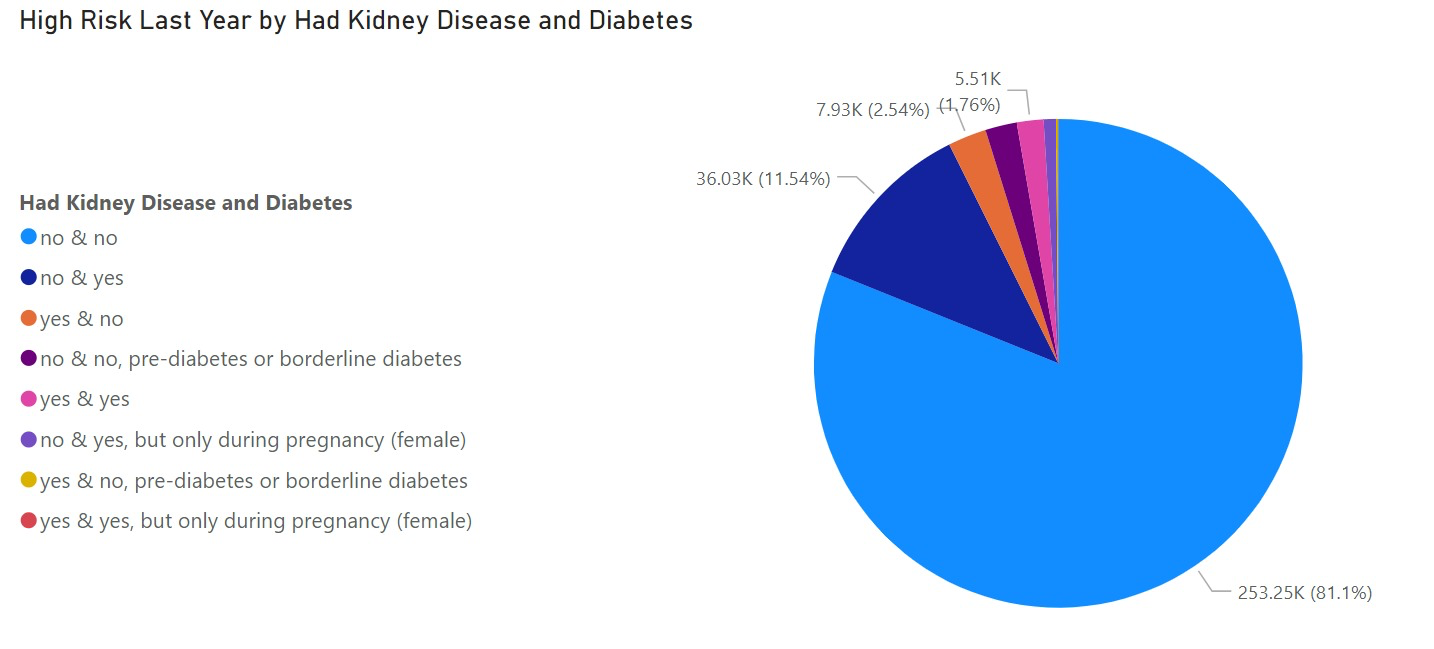 High Risk Last Year by Had Kidney Disease and Diabetes
5.51K
(1.76%)
7.93K (2.54%)
36.03K (11.54%)
Had Kidney Disease and Diabetes
no & no
no & yes
yes & no
no & no, pre-diabetes or borderline diabetes
yes & yes
no & yes, but only during pregnancy (female)
yes & no, pre-diabetes or borderline diabetes
yes & yes, but only during pregnancy (female)
253.25K (81.1%)